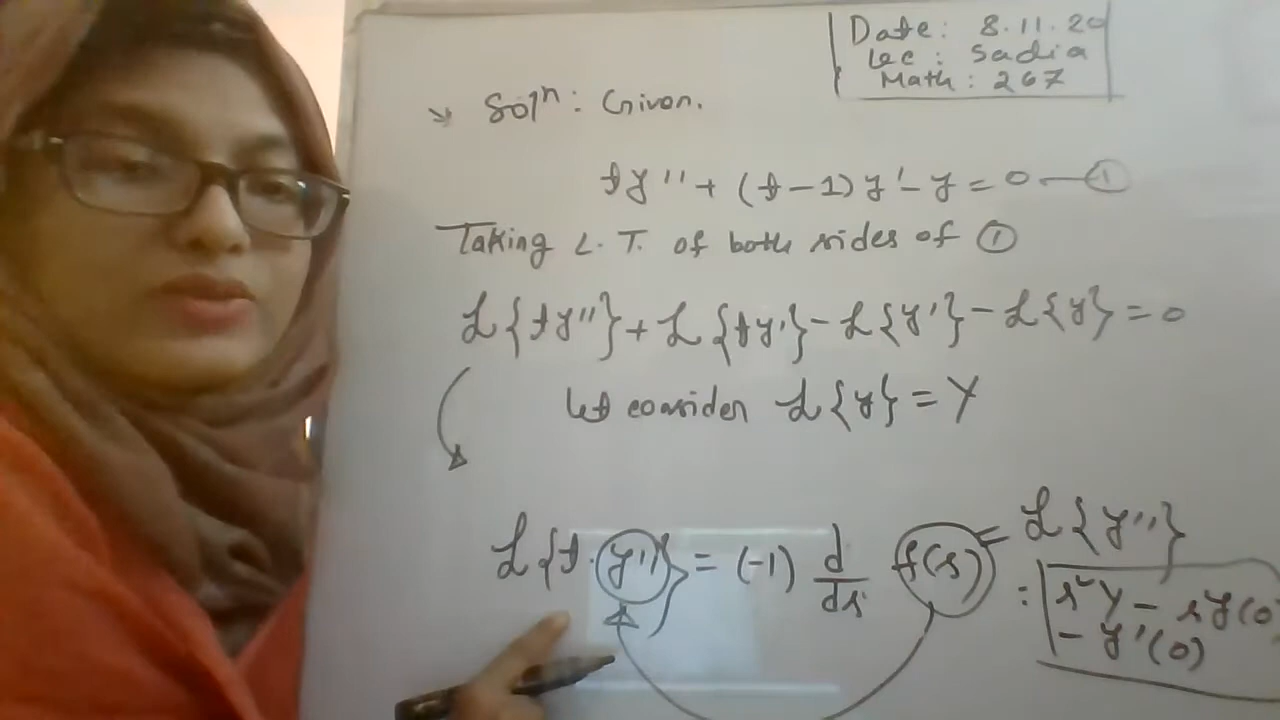 Date: 8.11.20
Lec: Sadia
Math: 267
Solⁿ: Given.
ty'' + (t-1)y' - y = 0 — ①
Taking L.T. of both sides of ①
ℒ{ty''} + ℒ{ty'} - ℒ{y'} - ℒ{y} = 0
Let consider ℒ{y} = Y
ℒ{t·y''} = (-1) d/ds f(s) = ℒ{y''}
: s²Y - sy(0
- y'(0)